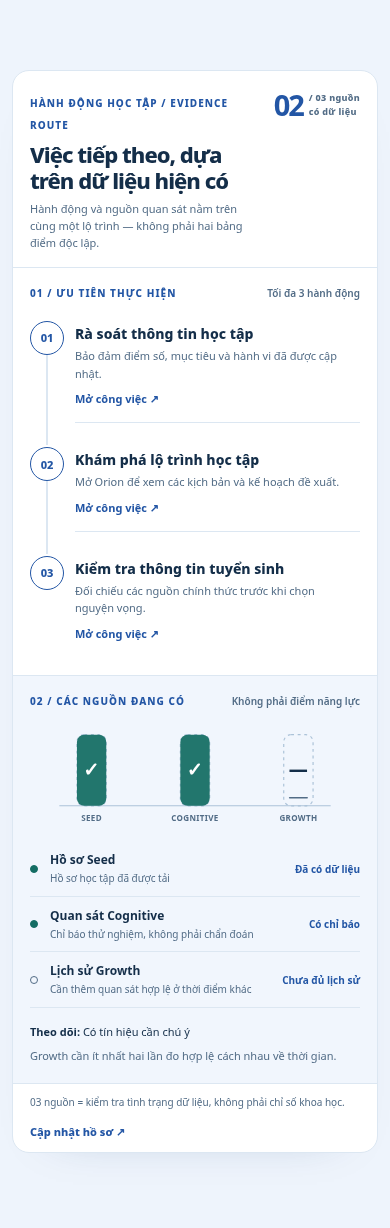 HÀNH ĐỘNG HỌC TẬP / EVIDENCE
ROUTE
02 / 03 nguồn
có dữ liệu
Việc tiếp theo, dựa
trên dữ liệu hiện có
Hành động và nguồn quan sát nằm trên
cùng một lộ trình — không phải hai bảng
điểm độc lập.
01 / ƯU TIÊN THỰC HIỆN
Tối đa 3 hành động
01
Rà soát thông tin học tập
Bảo đảm điểm số, mục tiêu và hành vi đã được cập
nhật.
Mở công việc ↗
02
Khám phá lộ trình học tập
Mở Orion để xem các kịch bản và kế hoạch đề xuất.
Mở công việc ↗
03
Kiểm tra thông tin tuyển sinh
Đối chiếu các nguồn chính thức trước khi chọn
nguyện vọng.
Mở công việc ↗
02 / CÁC NGUỒN ĐANG CÓ
Không phải điểm năng lực
✓ ✓ —
SEED COGNITIVE GROWTH
Hồ sơ Seed
Hồ sơ học tập đã được tải
Đã có dữ liệu
Quan sát Cognitive
Chỉ báo thử nghiệm, không phải chẩn đoán
Có chỉ báo
Lịch sử Growth
Cần thêm quan sát hợp lệ ở thời điểm khác
Chưa đủ lịch sử
Theo dõi: Có tín hiệu cần chú ý
Growth cần ít nhất hai lần đo hợp lệ cách nhau về thời gian.
03 nguồn = kiểm tra tình trạng dữ liệu, không phải chỉ số khoa học.
Cập nhật hồ sơ ↗